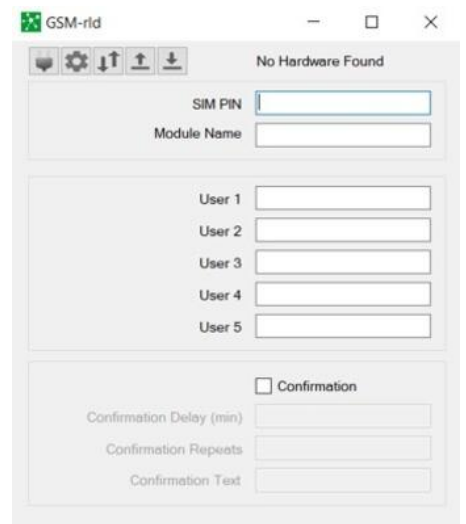 GSM-rld
No Hardware Found
SIM PIN
Module Name
User 1
User 2
User 3
User 4
User 5
Confirmation
Confirmation Delay (min)
Confirmation Repeats
Confirmation Text